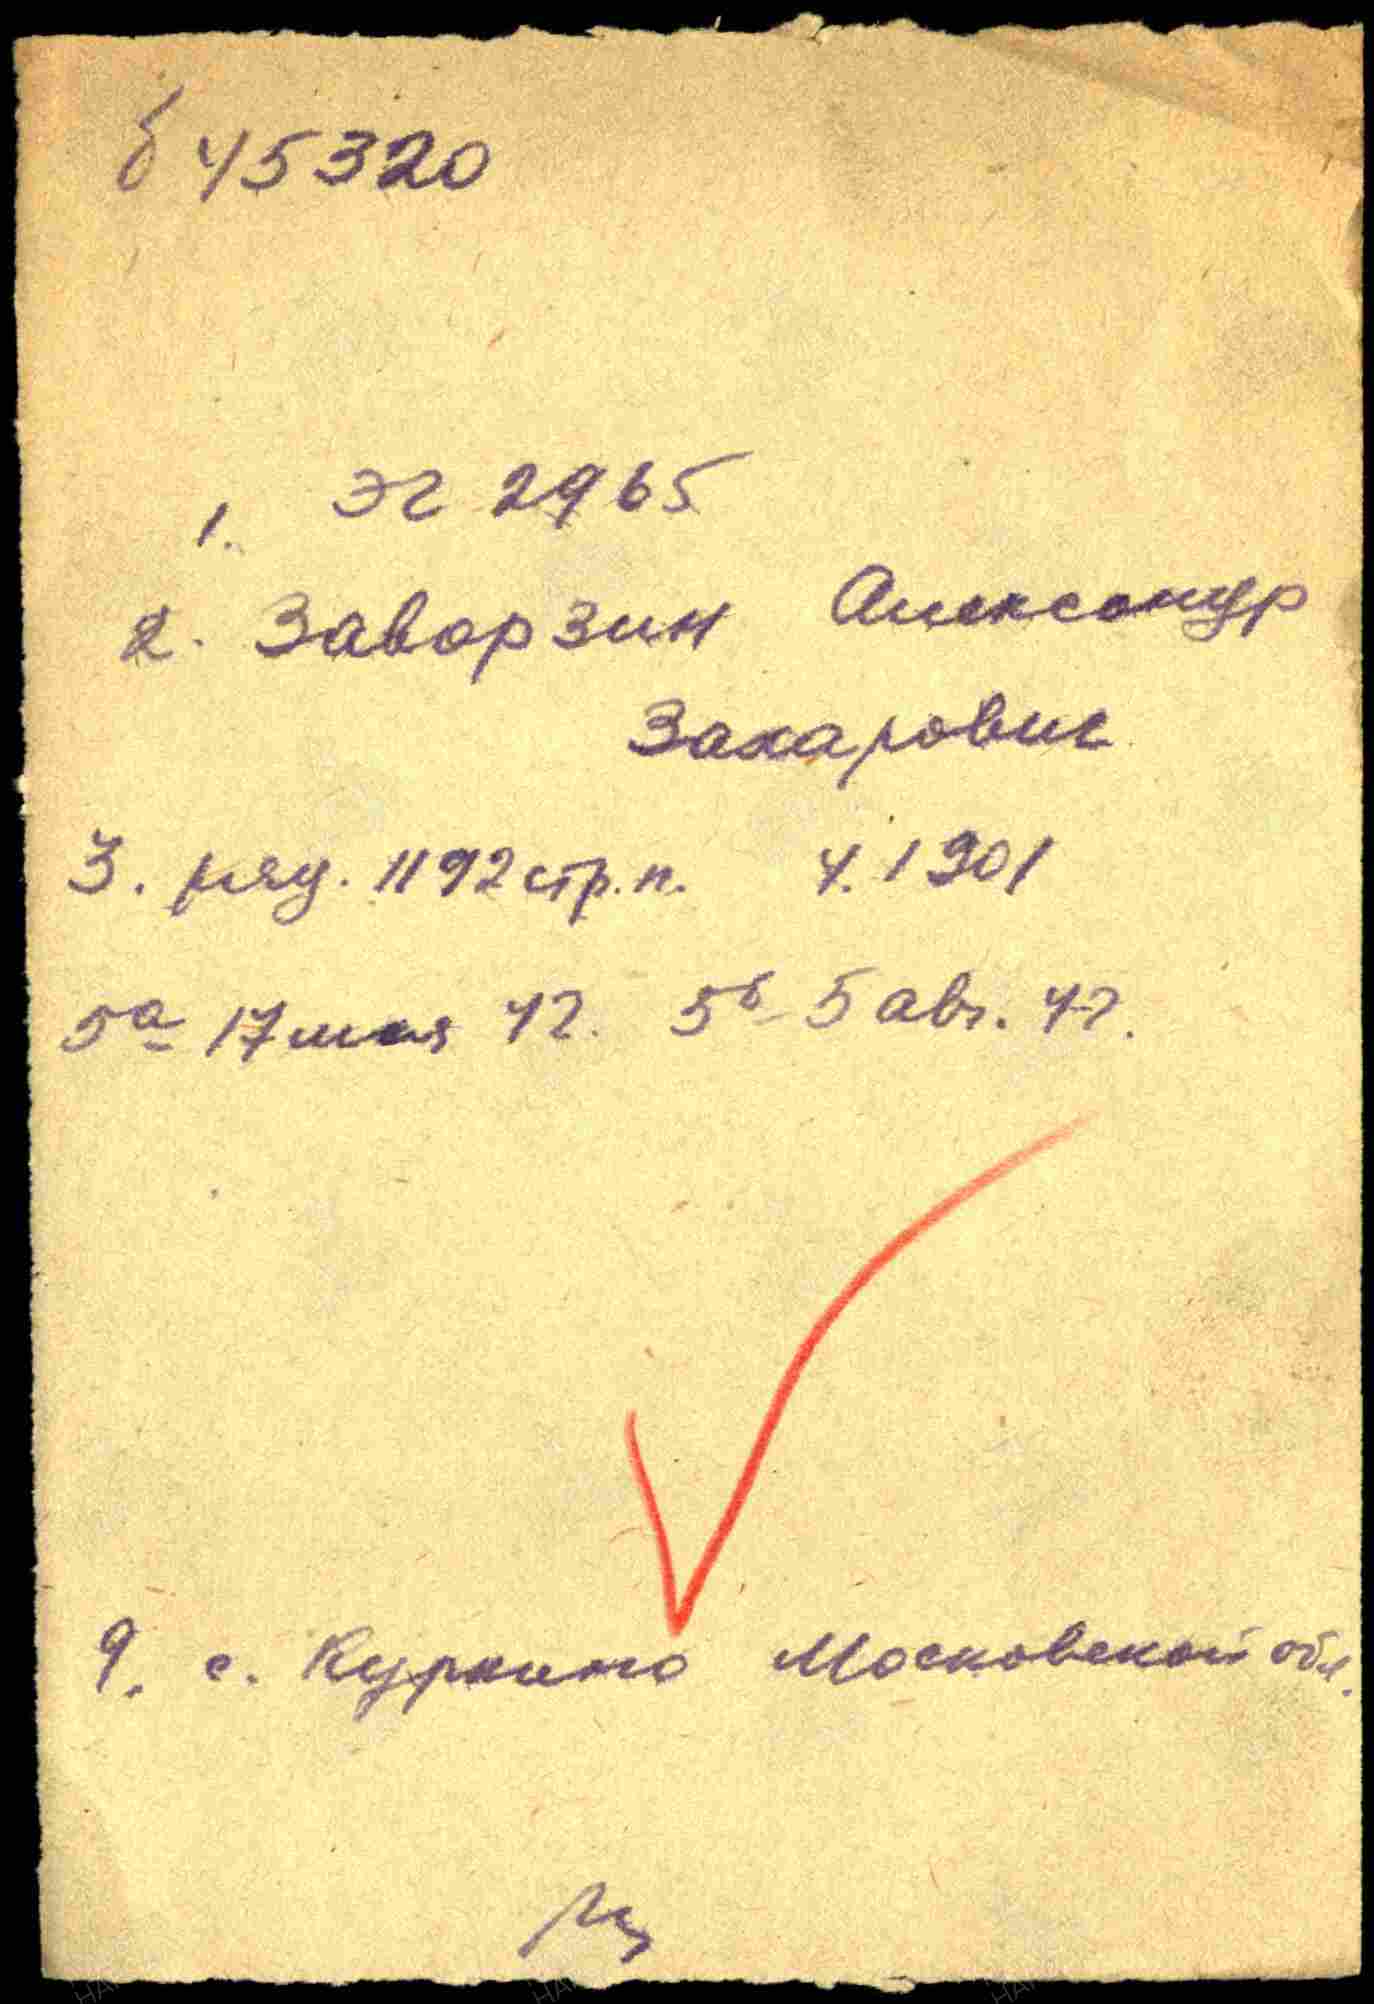 б 45320
1. ЭГ 2965
2. Заворзин Александр
Захарович
3. ряд. 1192 стр. п. 4. 1901
5а 17 мая 42. 5б 5 авг. 42.
9. с. Куркино Московской обл.